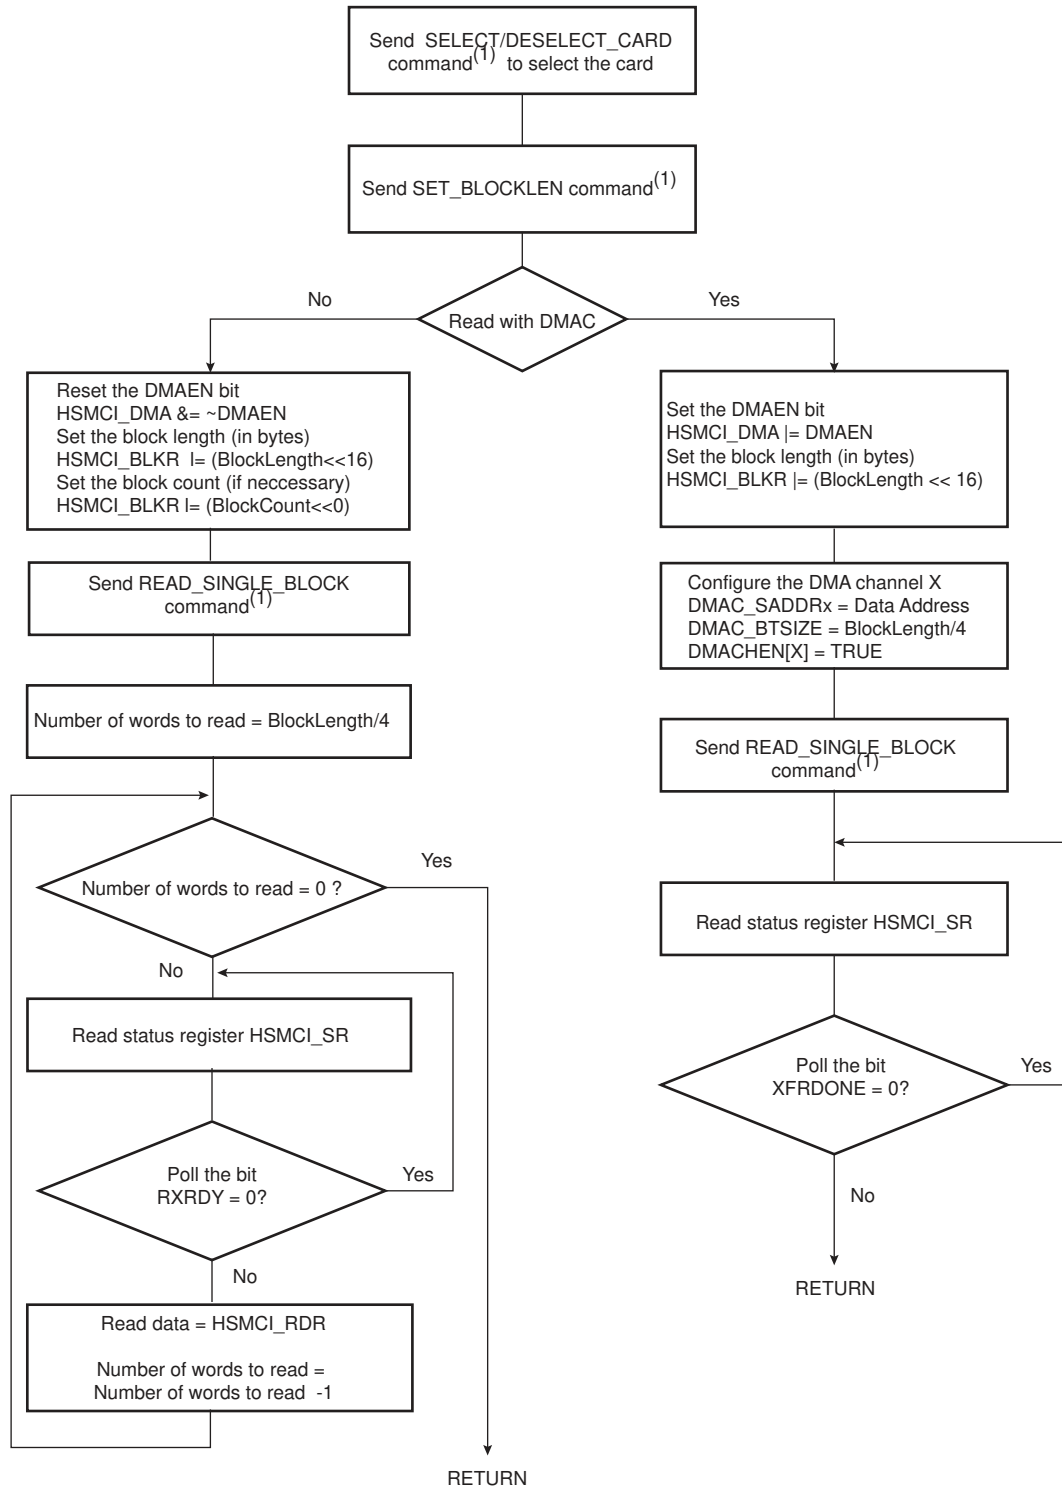 Send SELECT/DESELECT_CARD
command(1) to select the card
Send SET_BLOCKLEN command(1)
No
Yes
Read with DMAC
Reset the DMAEN bit
HSMCI_DMA &= ~DMAEN
Set the block length (in bytes)
HSMCI_BLKR l= (BlockLength<<16)
Set the block count (if neccessary)
HSMCI_BLKR l= (BlockCount<<0)
Send READ_SINGLE_BLOCK
command(1)
Number of words to read = BlockLength/4
Number of words to read = 0 ?
Yes
No
Read status register HSMCI_SR
Poll the bit
RXRDY = 0?
Yes
No
Read data = HSMCI_RDR
Number of words to read =
Number of words to read -1
RETURN
Set the DMAEN bit
HSMCI_DMA |= DMAEN
Set the block length (in bytes)
HSMCI_BLKR |= (BlockLength << 16)
Configure the DMA channel X
DMAC_SADDRx = Data Address
DMAC_BTSIZE = BlockLength/4
DMACHEN[X] = TRUE
Send READ_SINGLE_BLOCK
command(1)
Read status register HSMCI_SR
Poll the bit
XFRDONE = 0?
Yes
No
RETURN